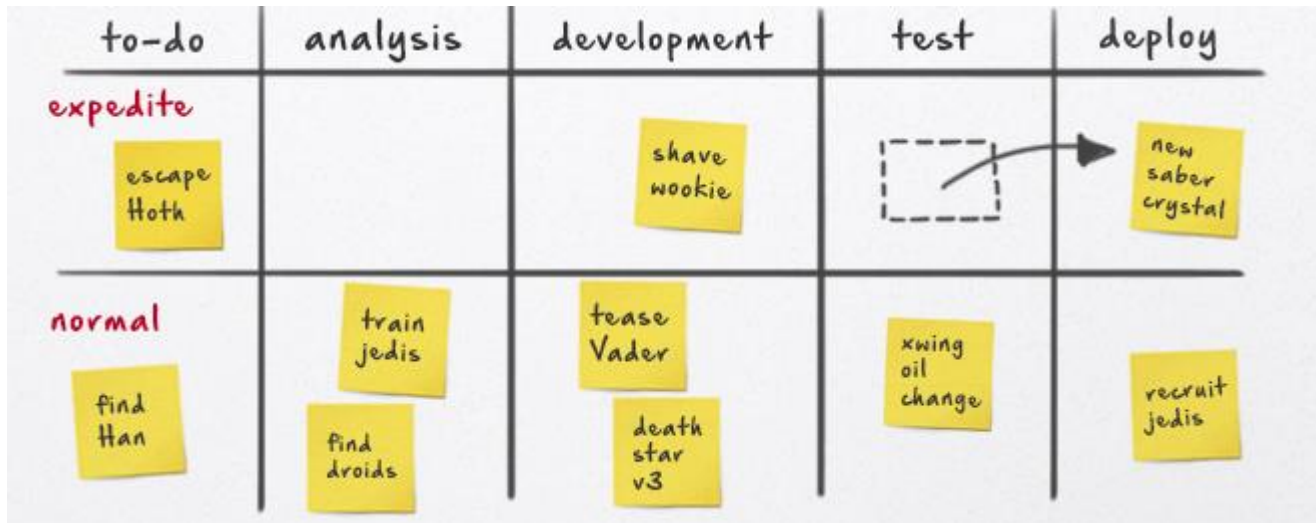 to-do
analysis
development
test
deploy
expedite
escape
Hoth
shave
wookie
new
saber
crystal
normal
find
Han
train
jedis
find
droids
tease
Vader
death
star
v3
xwing
oil
change
recruit
jedis